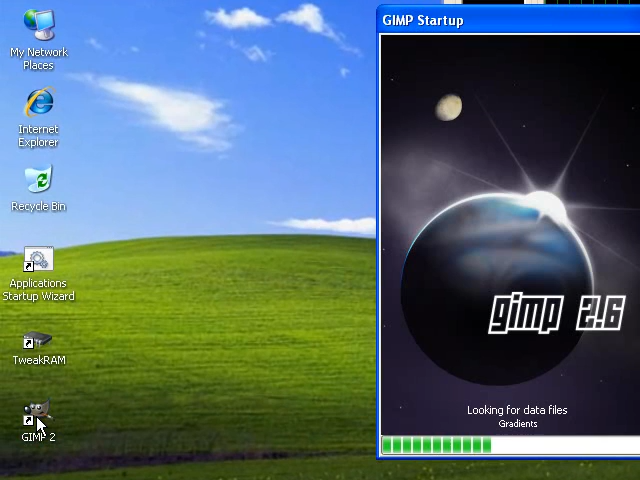 My Network
Places
Internet
Explorer
Recycle Bin
Applications
Startup Wizard
TweakRAM
GIMP 2
GIMP Startup
gimp 2.6
Looking for data files
Gradients